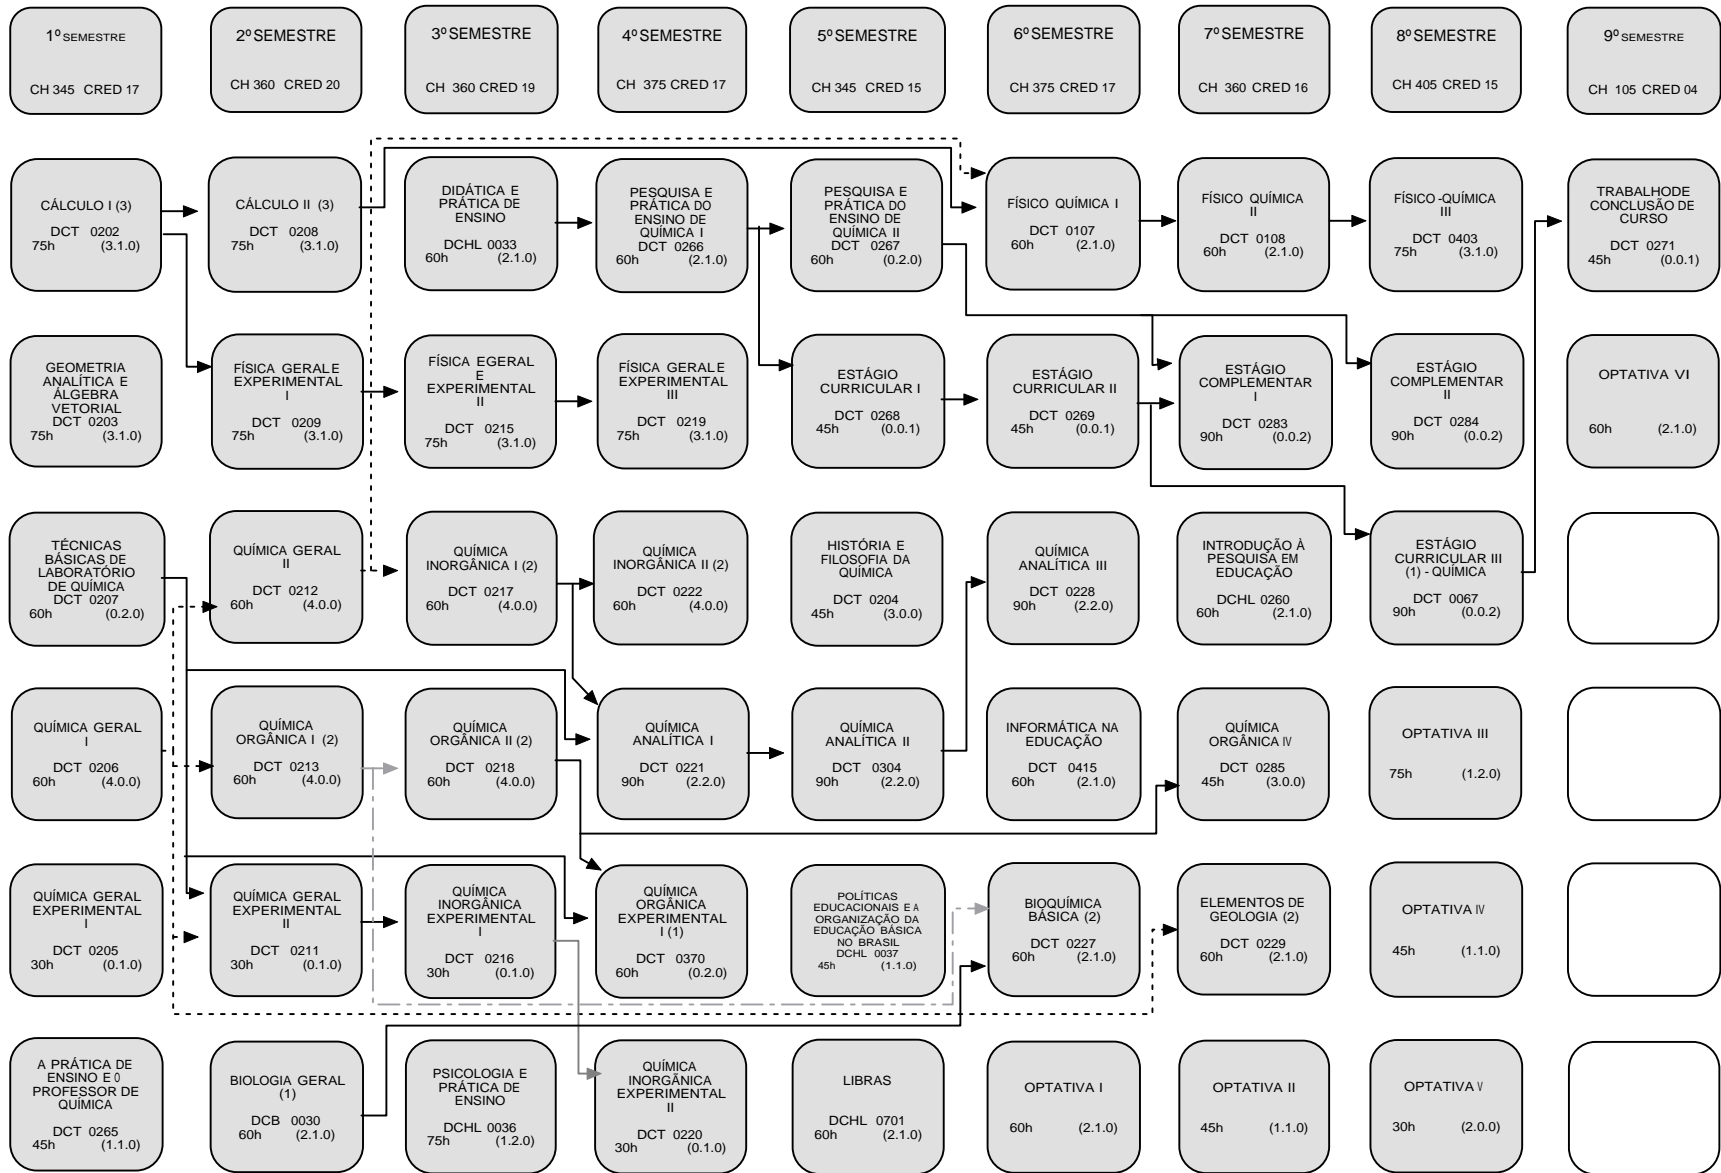 1º SEMESTRE
CH 345 CRED 17
2º SEMESTRE
CH 360 CRED 20
3º SEMESTRE
CH 360 CRED 19
4º SEMESTRE
CH 375 CRED 17
5º SEMESTRE
CH 345 CRED 15
6º SEMESTRE
CH 375 CRED 17
7º SEMESTRE
CH 360 CRED 16
8º SEMESTRE
CH 405 CRED 15
9º SEMESTRE
CH 105 CRED 04
CÁLCULO I (3)
DCT 0202
75h (3.1.0)
CÁLCULO II (3)
DCT 0208
75h (3.1.0)
DIDÁTICA E
PRÁTICA DE
ENSINO
DCHL 0033
60h (2.1.0)
PESQUISA E
PRÁTICA DO
ENSINO DE
QUÍMICA I
DCT 0266
60h (2.1.0)
PESQUISA E
PRÁTICA DO
ENSINO DE
QUÍMICA II
DCT 0267
60h (0.2.0)
FÍSICO QUÍMICA I
DCT 0107
60h (2.1.0)
FÍSICO QUÍMICA
II
DCT 0108
60h (2.1.0)
FÍSICO-QUÍMICA
III
DCT 0403
75h (3.1.0)
TRABALHODE
CONCLUSÃO DE
CURSO
DCT 0271
45h (0.0.1)
GEOMETRIA
ANALÍTICA E
ÁLGEBRA
VETORIAL
DCT 0203
75h (3.1.0)
FÍSICA GERAL E
EXPERIMENTAL
I
DCT 0209
75h (3.1.0)
FÍSICA EGERAL
E
EXPERIMENTAL
II
DCT 0215
75h (3.1.0)
FÍSICA GERAL E
EXPERIMENTAL
III
DCT 0219
75h (3.1.0)
ESTÁGIO
CURRICULAR I
DCT 0268
45h (0.0.1)
ESTÁGIO
CURRICULAR II
DCT 0269
45h (0.0.1)
ESTÁGIO
COMPLEMENTAR
I
DCT 0283
90h (0.0.2)
ESTÁGIO
COMPLEMENTAR
II
DCT 0284
90h (0.0.2)
OPTATIVA VI
60h (2.1.0)
TÉCNICAS
BÁSICAS DE
LABORATÓRIO
DE QUÍMICA
DCT 0207
60h (0.2.0)
QUÍMICA GERAL
II
DCT 0212
60h (4.0.0)
QUÍMICA
INORGÂNICA I (2)
DCT 0217
60h (4.0.0)
QUÍMICA
INORGÂNICA II (2)
DCT 0222
60h (4.0.0)
HISTÓRIA E
FILOSOFIA DA
QUÍMICA
DCT 0204
45h (3.0.0)
QUÍMICA
ANALÍTICA III
DCT 0228
90h (2.2.0)
INTRODUÇÃO À
PESQUISA EM
EDUCAÇÃO
DCHL 0260
60h (2.1.0)
ESTÁGIO
CURRICULAR III
(1) - QUÍMICA
DCT 0067
90h (0.0.2)
QUÍMICA GERAL
I
DCT 0206
60h (4.0.0)
QUÍMICA
ORGÂNICA I (2)
DCT 0213
60h (4.0.0)
QUÍMICA
ORGÂNICA II (2)
DCT 0218
60h (4.0.0)
QUÍMICA
ANALÍTICA I
DCT 0221
90h (2.2.0)
QUÍMICA
ANALÍTICA II
DCT 0304
90h (2.2.0)
INFORMÁTICA NA
EDUCAÇÃO
DCT 0415
60h (2.1.0)
QUÍMICA
ORGÂNICA IV
DCT 0285
45h (3.0.0)
OPTATIVA III
75h (1.2.0)
QUÍMICA GERAL
EXPERIMENTAL
I
DCT 0205
30h (0.1.0)
QUÍMICA GERAL
EXPERIMENTAL
II
DCT 0211
30h (0.1.0)
QUÍMICA
INORGÂNICA
EXPERIMENTAL
I
DCT 0216
30h (0.1.0)
QUÍMICA
ORGÂNICA
EXPERIMENTAL
I (1)
DCT 0370
60h (0.2.0)
POLÍTICAS
EDUCACIONAIS E A
ORGANIZAÇÃO DA
EDUCAÇÃO BÁSICA
NO BRASIL
DCHL 0037
45h (1.1.0)
BIOQUÍMICA
BÁSICA (2)
DCT 0227
60h (2.1.0)
ELEMENTOS DE
GEOLOGIA (2)
DCT 0229
60h (2.1.0)
OPTATIVA IV
45h (1.1.0)
A PRÁTICA DE
ENSINO E O
PROFESSOR DE
QUÍMICA
DCT 0265
45h (1.1.0)
BIOLOGIA GERAL
(1)
DCB 0030
60h (2.1.0)
PSICOLOGIA E
PRÁTICA DE
ENSINO
DCHL 0036
75h (1.2.0)
QUÍMICA
INORGÃNICA
EXPERIMENTAL
II
DCT 0220
30h (0.1.0)
LIBRAS
DCHL 0701
60h (2.1.0)
OPTATIVA I
60h (2.1.0)
OPTATIVA II
45h (1.1.0)
OPTATIVA V
30h (2.0.0)